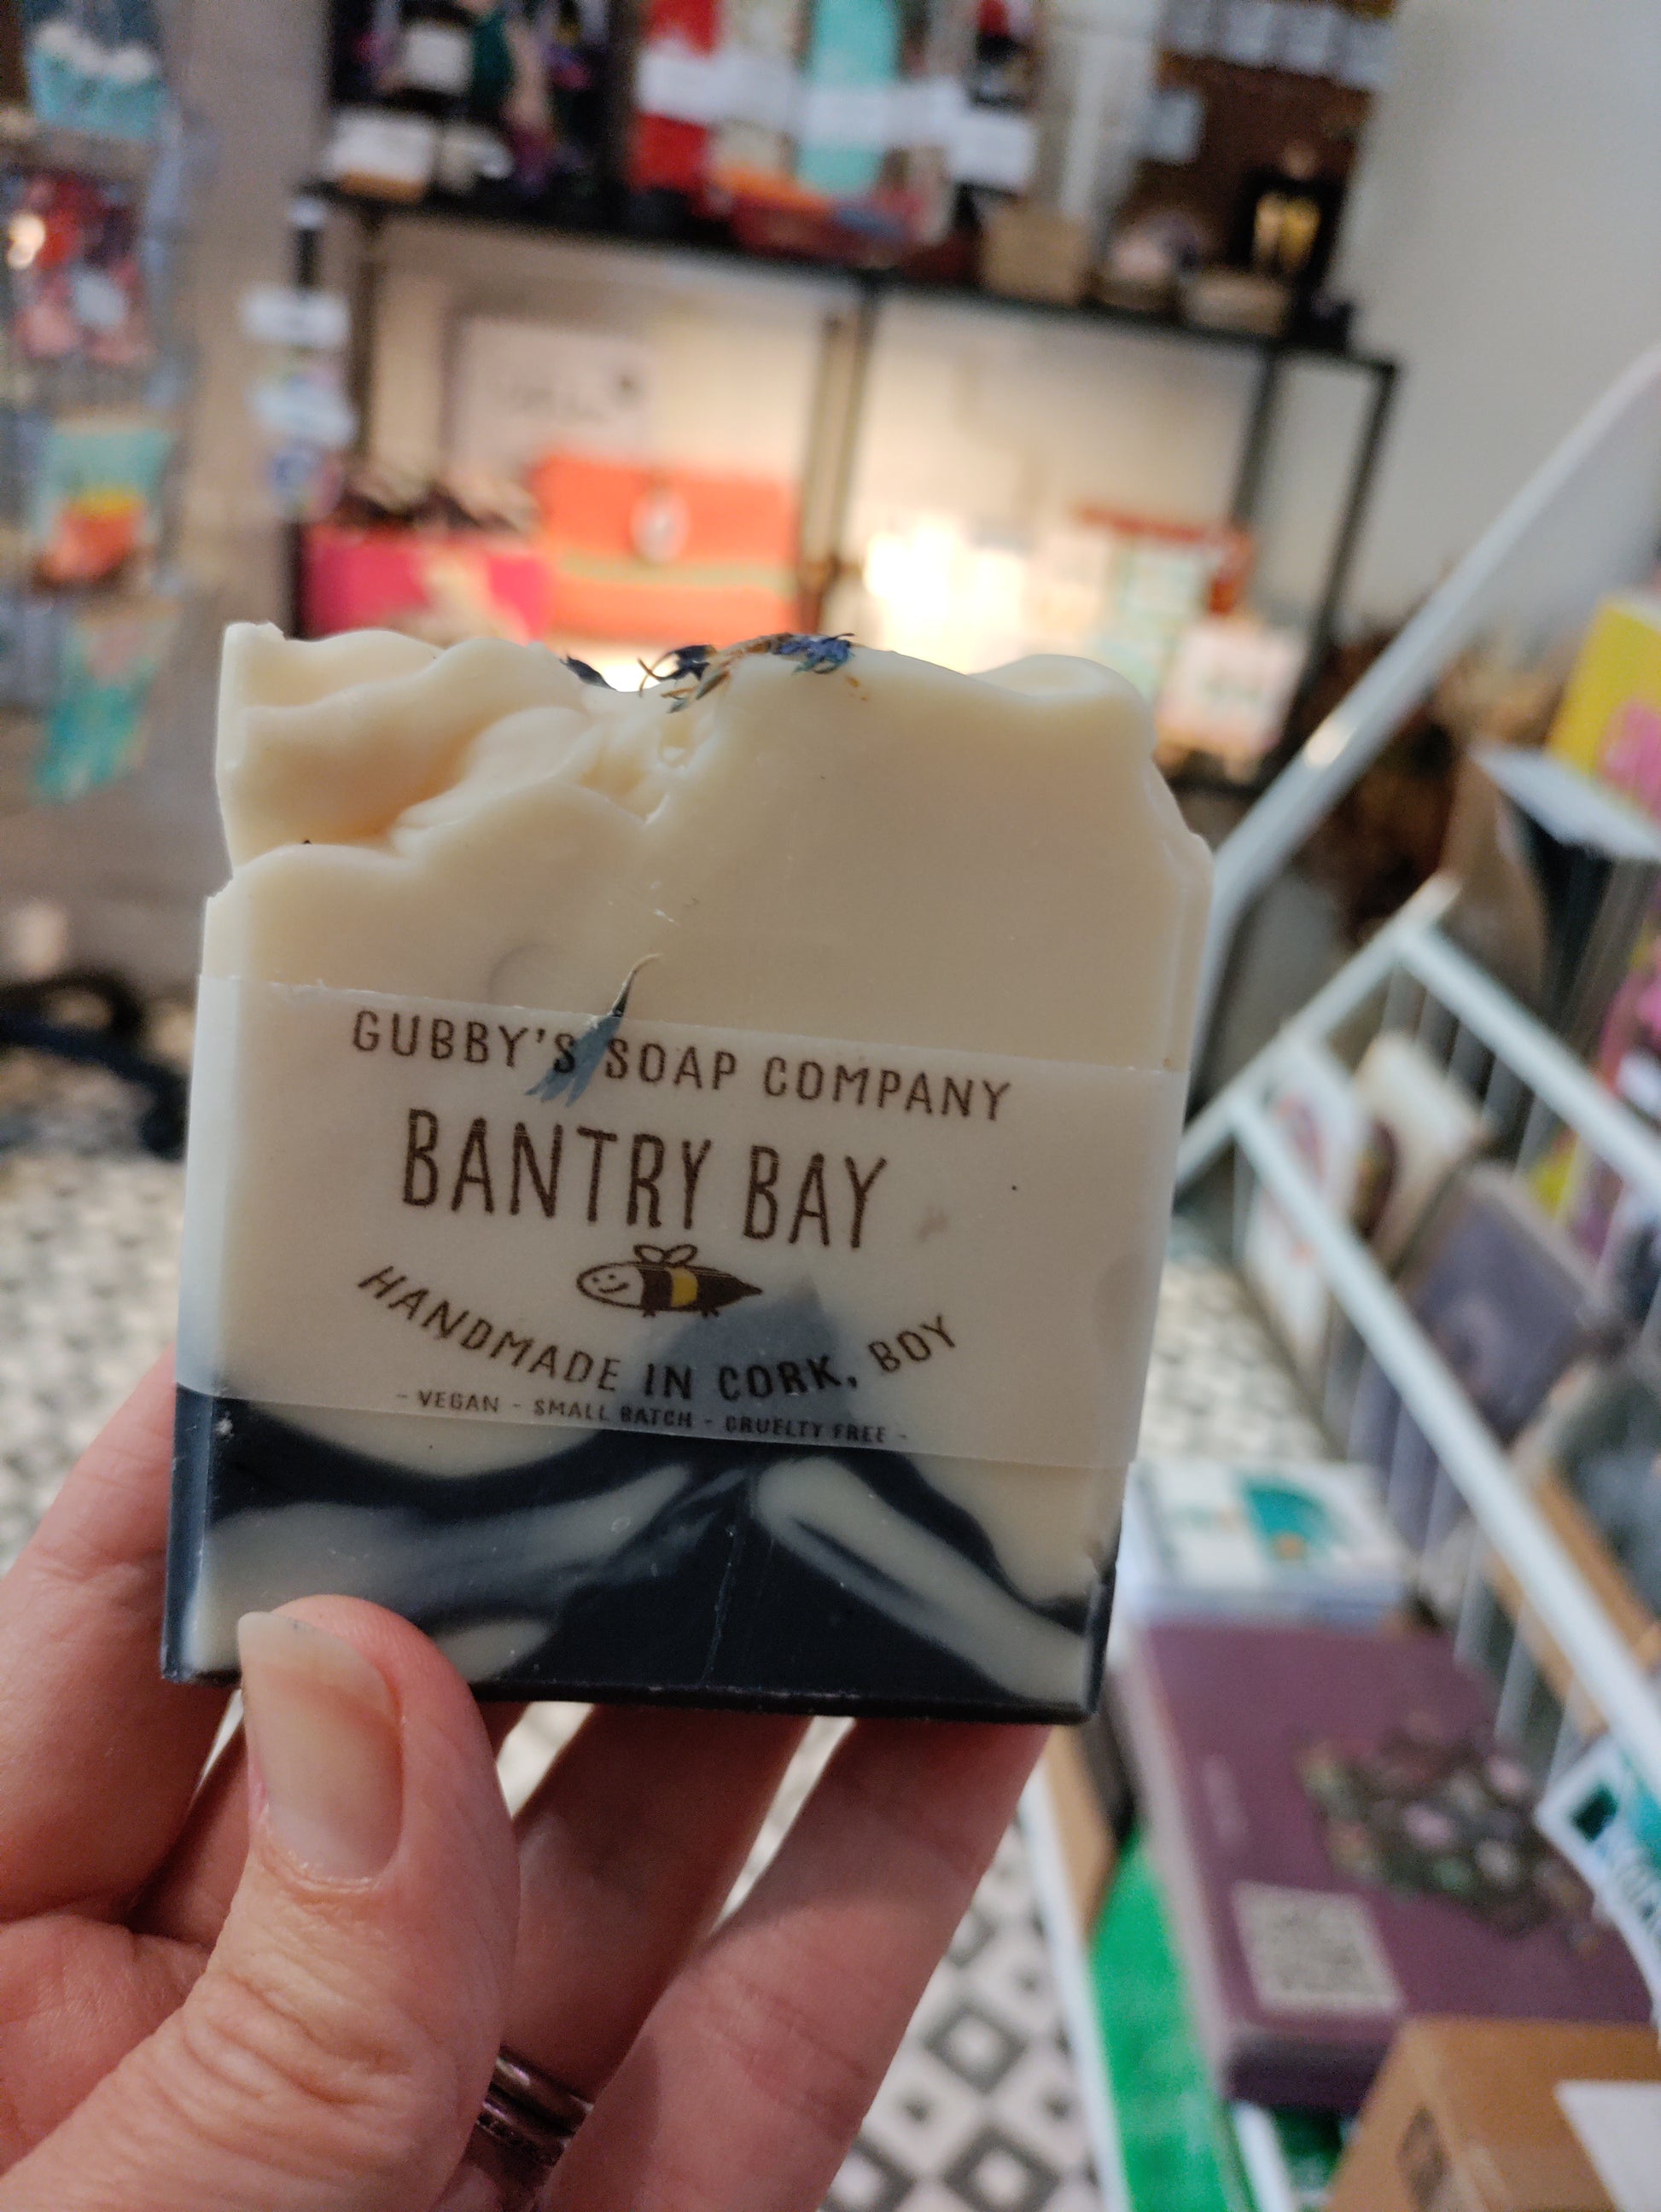 GUBBY'S SOAP COMPANY
BANTRY BAY
HANDMADE IN CORK, BOY
- VEGAN - SMALL BATCH - CRUELTY FREE -